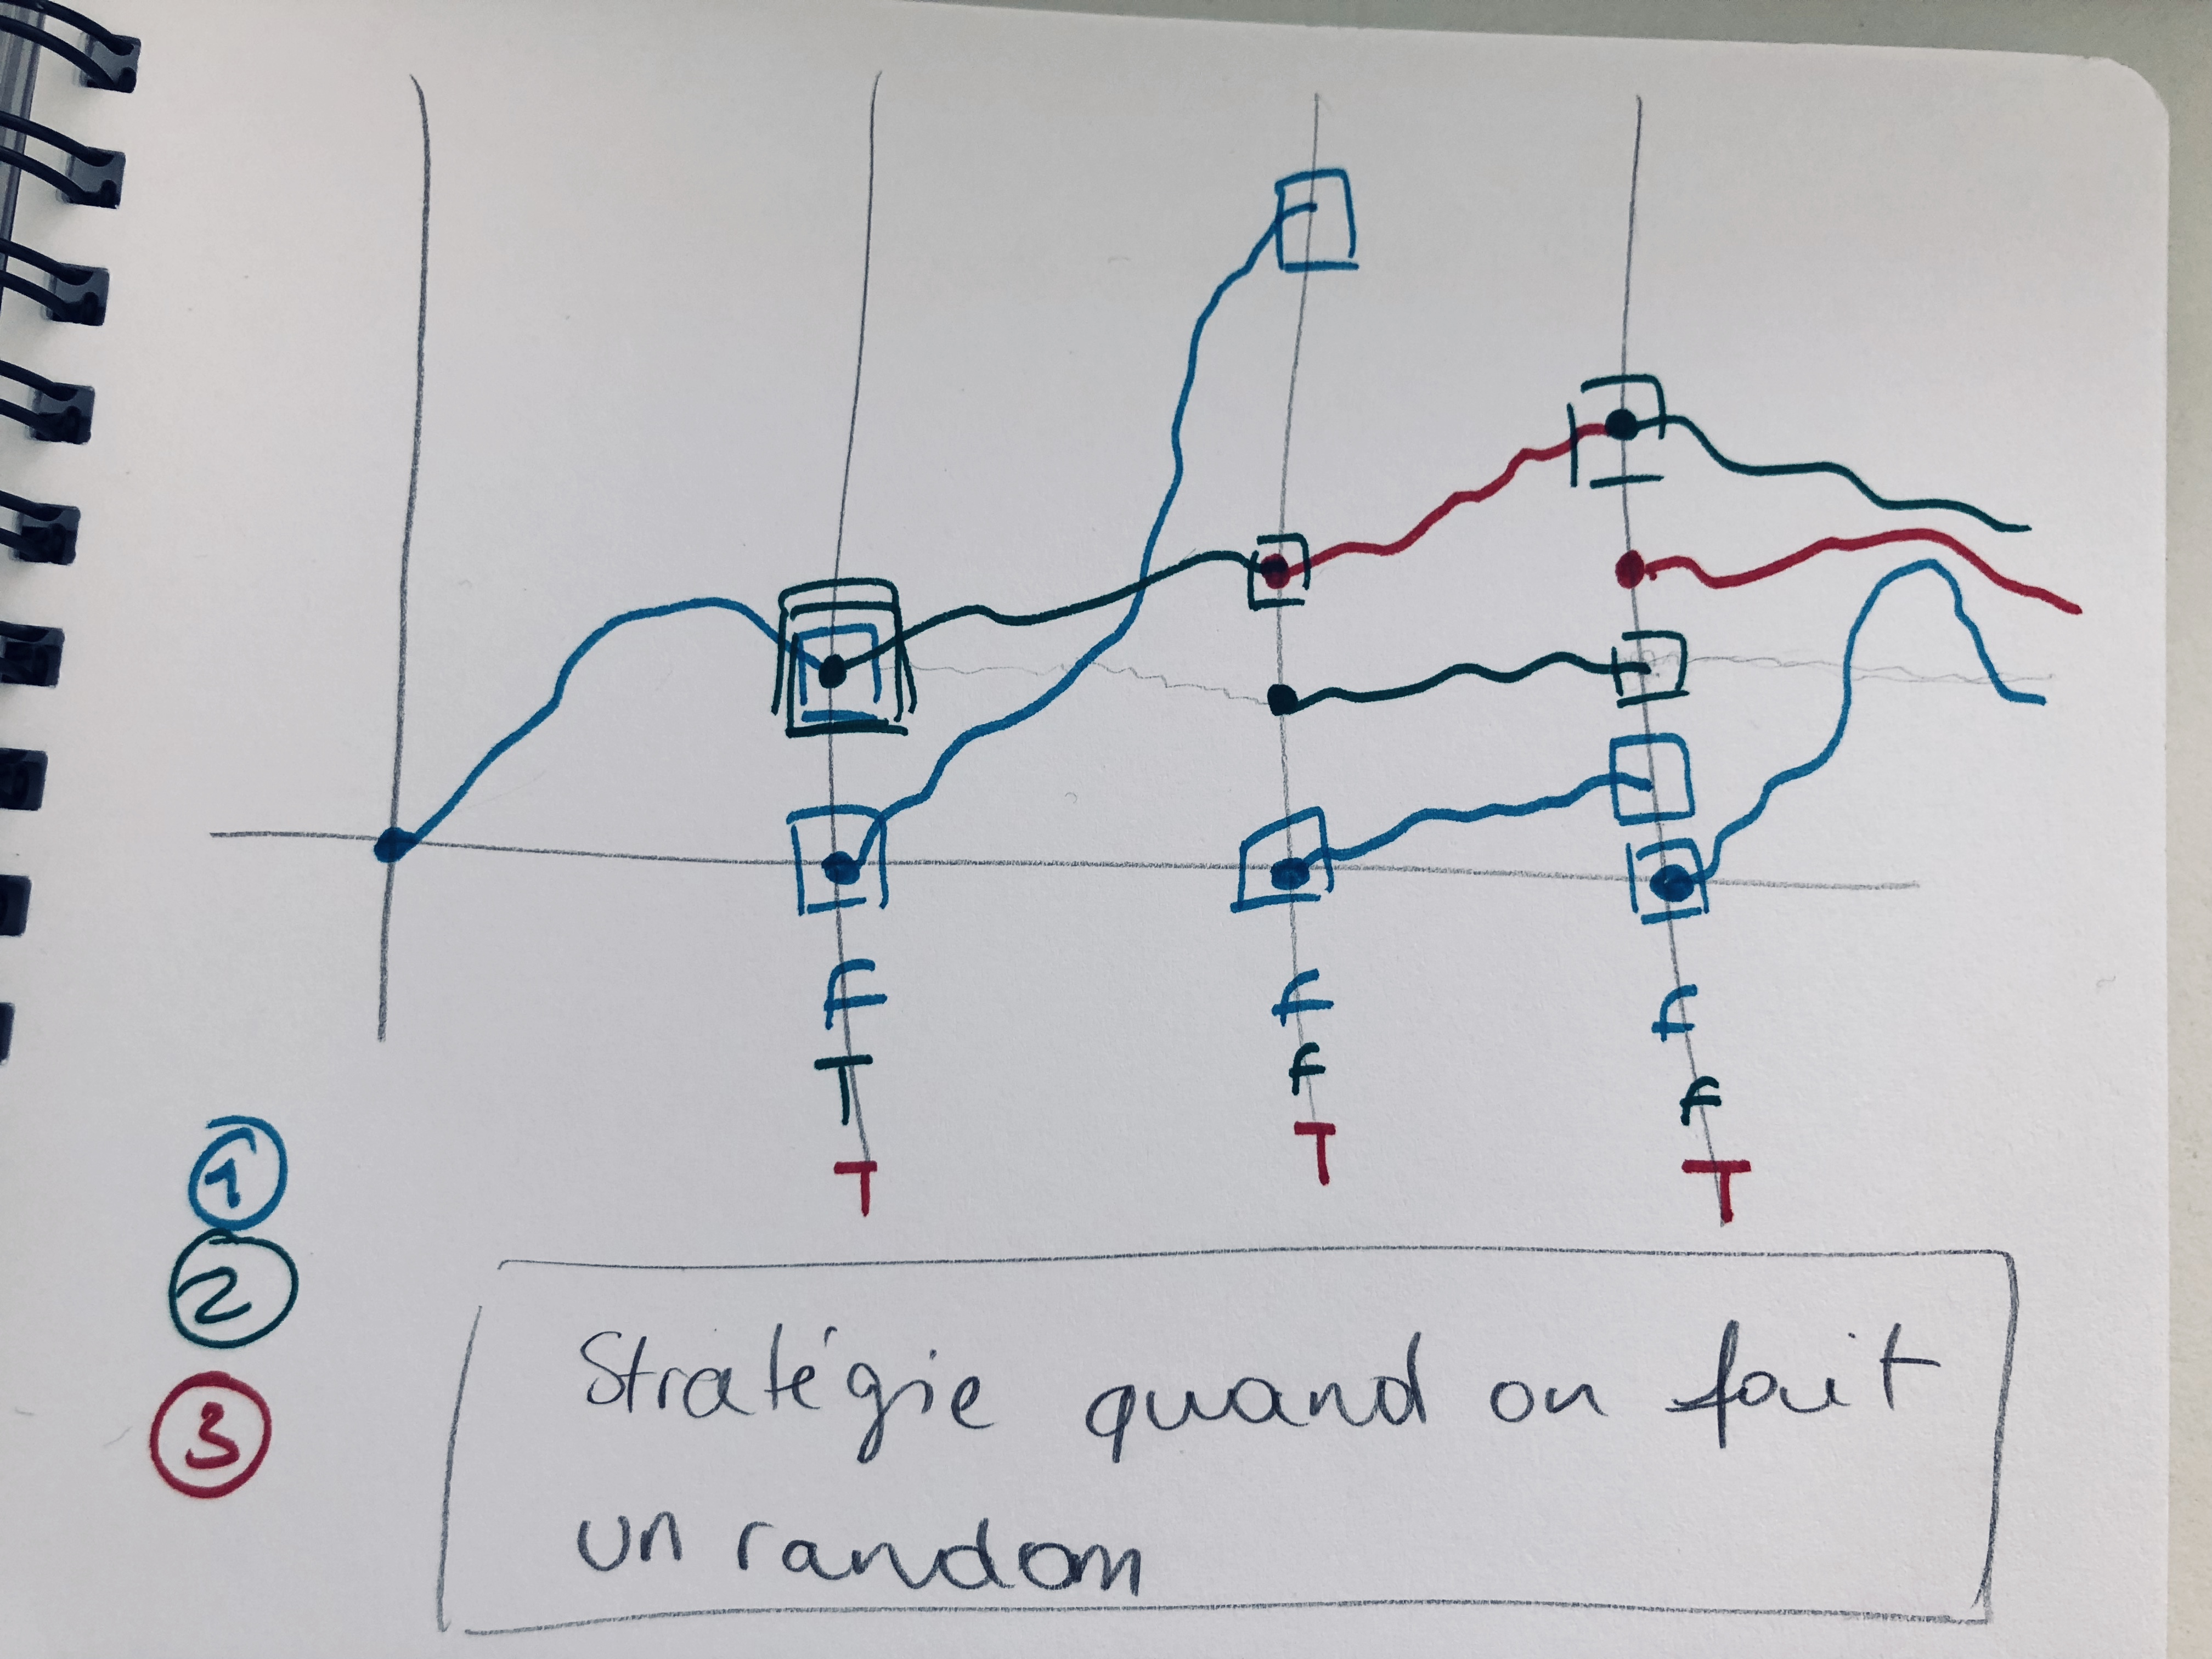 F f f
T f f
T T T
1
2
3
Stratégie quand on fait
un random